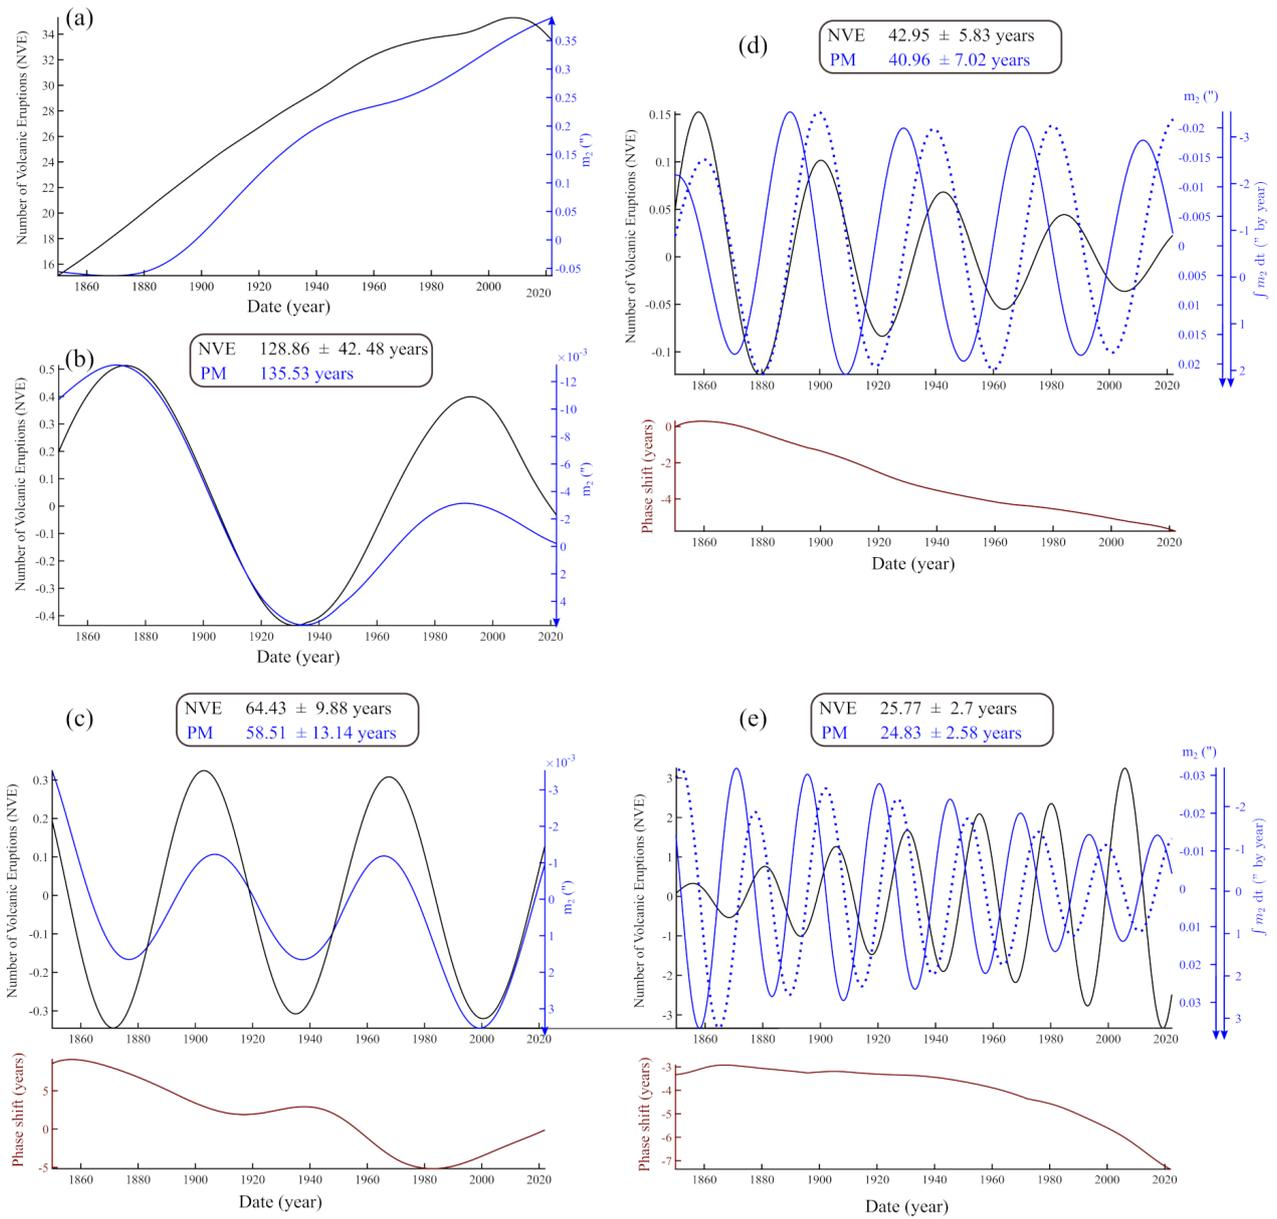 (a)
Number of Volcanic Eruptions (NVE)
34
32
30
28
26
24
22
20
18
16
0.35
0.3
0.25
0.2
0.15
0.1
0.05
0
-0.05
m₂ (")
1860 1880 1900 1920 1940 1960 1980 2000 2020
Date (year)
(b)
NVE 128.86 ± 42. 48 years
PM 135.53 years
Number of Volcanic Eruptions (NVE)
0.5
0.4
0.3
0.2
0.1
0
-0.1
-0.2
-0.3
-0.4
×10⁻³
-12
-10
-8
-6
-4
-2
0
2
4
m₂ (")
1860 1880 1900 1920 1940 1960 1980 2000 2020
Date (year)
(c)
NVE 64.43 ± 9.88 years
PM 58.51 ± 13.14 years
Number of Volcanic Eruptions (NVE)
0.3
0.2
0.1
0
-0.1
-0.2
-0.3
×10⁻³
-3
-2
-1
0
1
2
3
m₂ (")
1860 1880 1900 1920 1940 1960 1980 2000 2020
Phase shift (years)
5
0
-5
1860 1880 1900 1920 1940 1960 1980 2000 2020
Date (year)
(d)
NVE 42.95 ± 5.83 years
PM 40.96 ± 7.02 years
Number of Volcanic Eruptions (NVE)
0.15
0.1
0.05
0
-0.05
-0.1
m₂ (")
-0.02
-0.015
-0.01
-0.005
0
0.005
0.01
0.015
0.02
-3
-2
-1
0
1
2
∫ m₂ dt (" by year)
1860 1880 1900 1920 1940 1960 1980 2000 2020
Phase shift (years)
0
-2
-4
1860 1880 1900 1920 1940 1960 1980 2000 2020
Date (year)
(e)
NVE 25.77 ± 2.7 years
PM 24.83 ± 2.58 years
Number of Volcanic Eruptions (NVE)
3
2
1
0
-1
-2
-3
m₂ (")
-0.03
-0.02
-0.01
0
0.01
0.02
0.03
-2
-1
0
1
2
3
∫ m₂ dt (" by year)
1860 1880 1900 1920 1940 1960 1980 2000 2020
Phase shift (years)
-3
-4
-5
-6
-7
1860 1880 1900 1920 1940 1960 1980 2000 2020
Date (year)